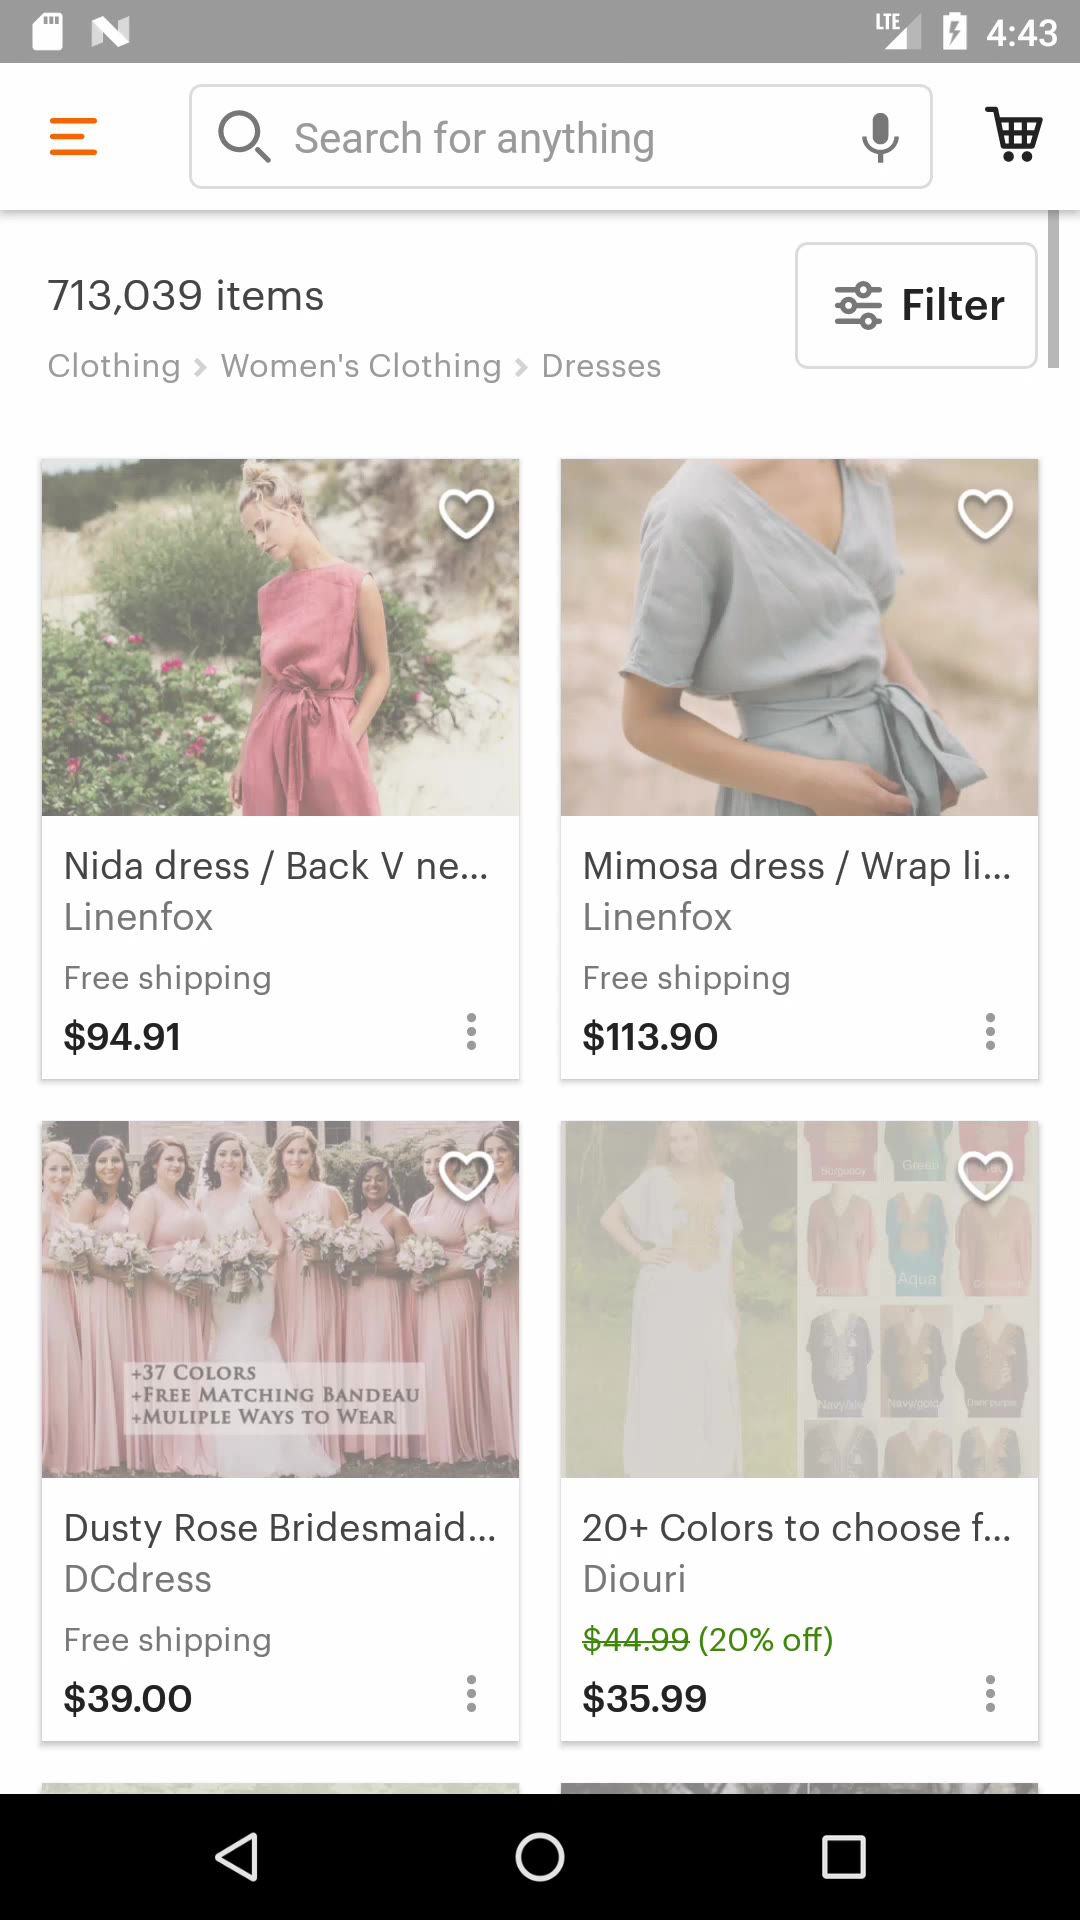 LTE 4:43
Search for anything
713,039 items
Filter
Clothing > Women's Clothing > Dresses
Nida dress / Back V ne...
Linenfox
Free shipping
$94.91
Mimosa dress / Wrap li...
Linenfox
Free shipping
$113.90
+37 COLORS
+FREE MATCHING BANDEAU
+MULIPLE WAYS TO WEAR
Dusty Rose Bridesmaid...
DCdress
Free shipping
$39.00
Burgundy
Green
Aqua
Navy/gold
Dark purple
20+ Colors to choose f...
Diouri
$44.99 (20% off)
$35.99